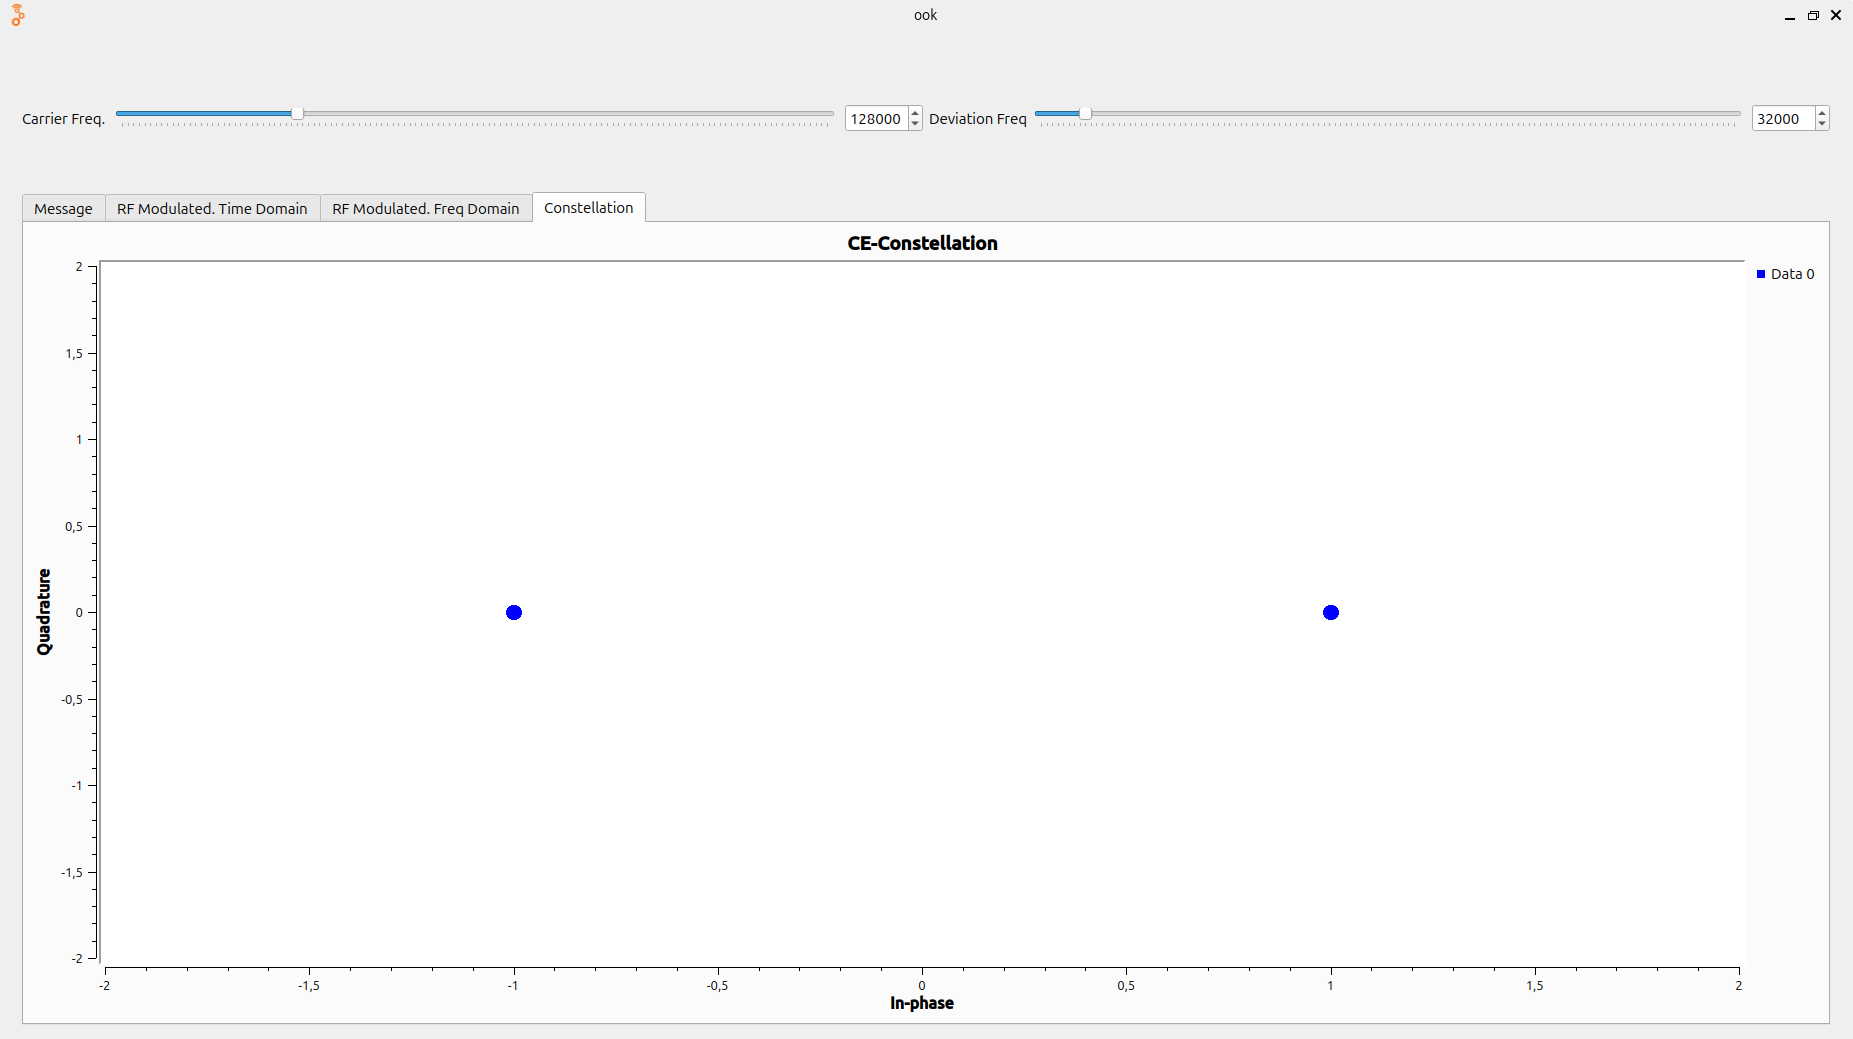 ook
Carrier Freq.
128000
Deviation Freq
32000
Message
RF Modulated. Time Domain
RF Modulated. Freq Domain
Constellation
CE-Constellation
Data 0
Quadrature
2
1,5
1
0,5
0
-0,5
-1
-1,5
-2
-2
-1,5
-1
-0,5
0
0,5
1
1,5
2
In-phase